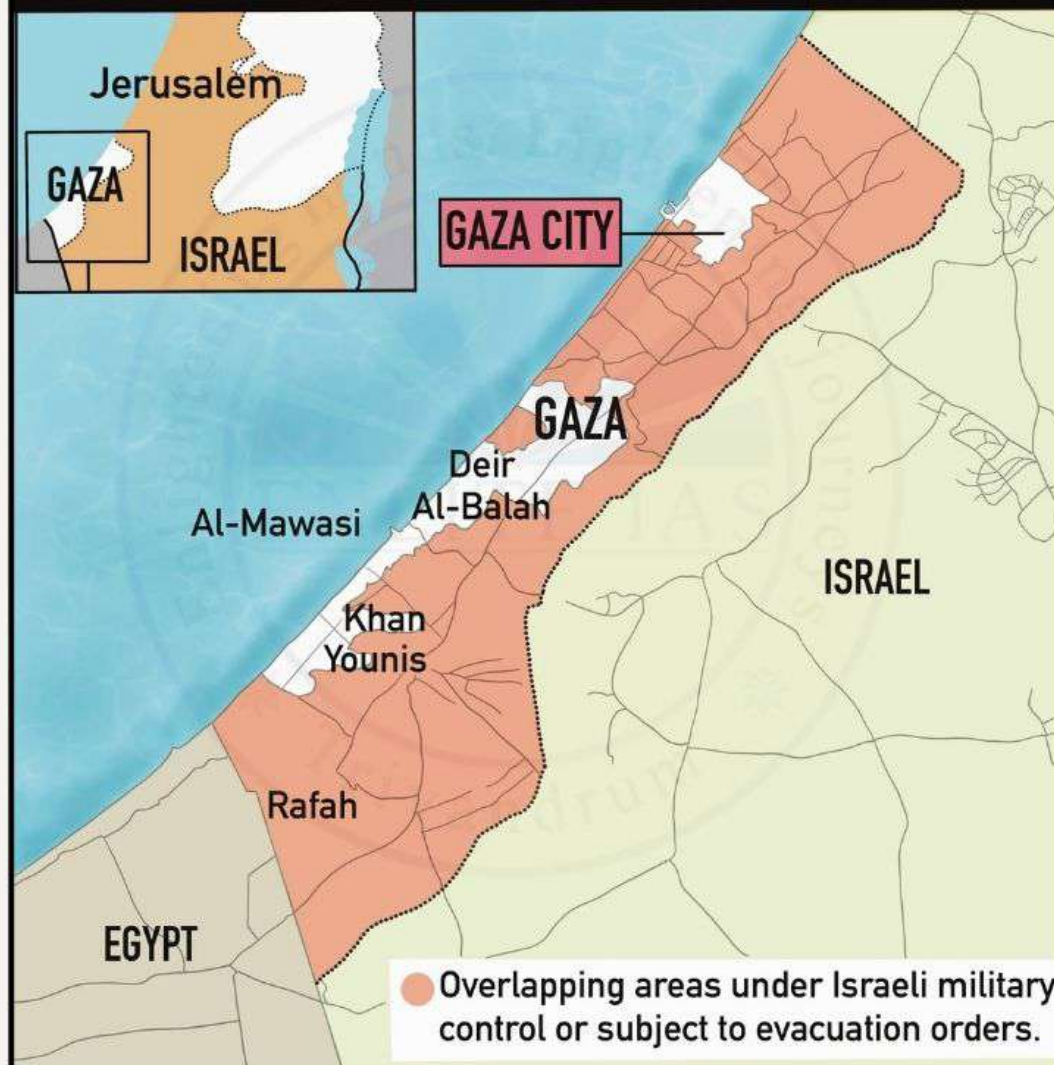 Jerusalem
GAZA
ISRAEL
GAZA CITY
GAZA
Deir
Al-Balah
Al-Mawasi
ISRAEL
Khan
Younis
Rafah
EGYPT
Overlapping areas under Israeli military
control or subject to evacuation orders.